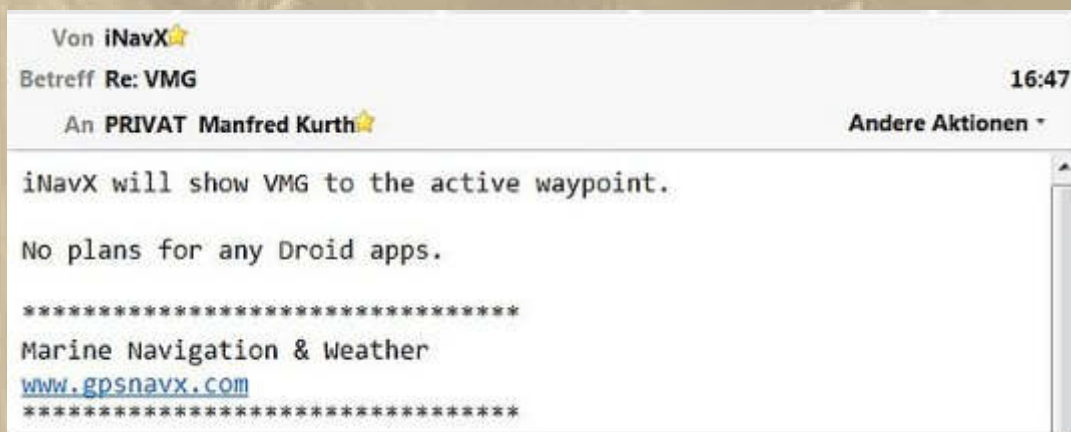 Von iNavX
Betreff Re: VMG 16:47
An PRIVAT Manfred Kurth Andere Aktionen
iNavX will show VMG to the active waypoint.
No plans for any Droid apps.
*********************************
Marine Navigation & Weather
www.gpsnavx.com
*********************************